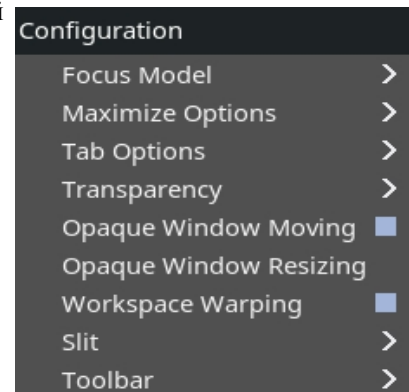 й
Configuration
Focus Model
Maximize Options
Tab Options
Transparency
Opaque Window Moving
Opaque Window Resizing
Workspace Warping
Slit
Toolbar